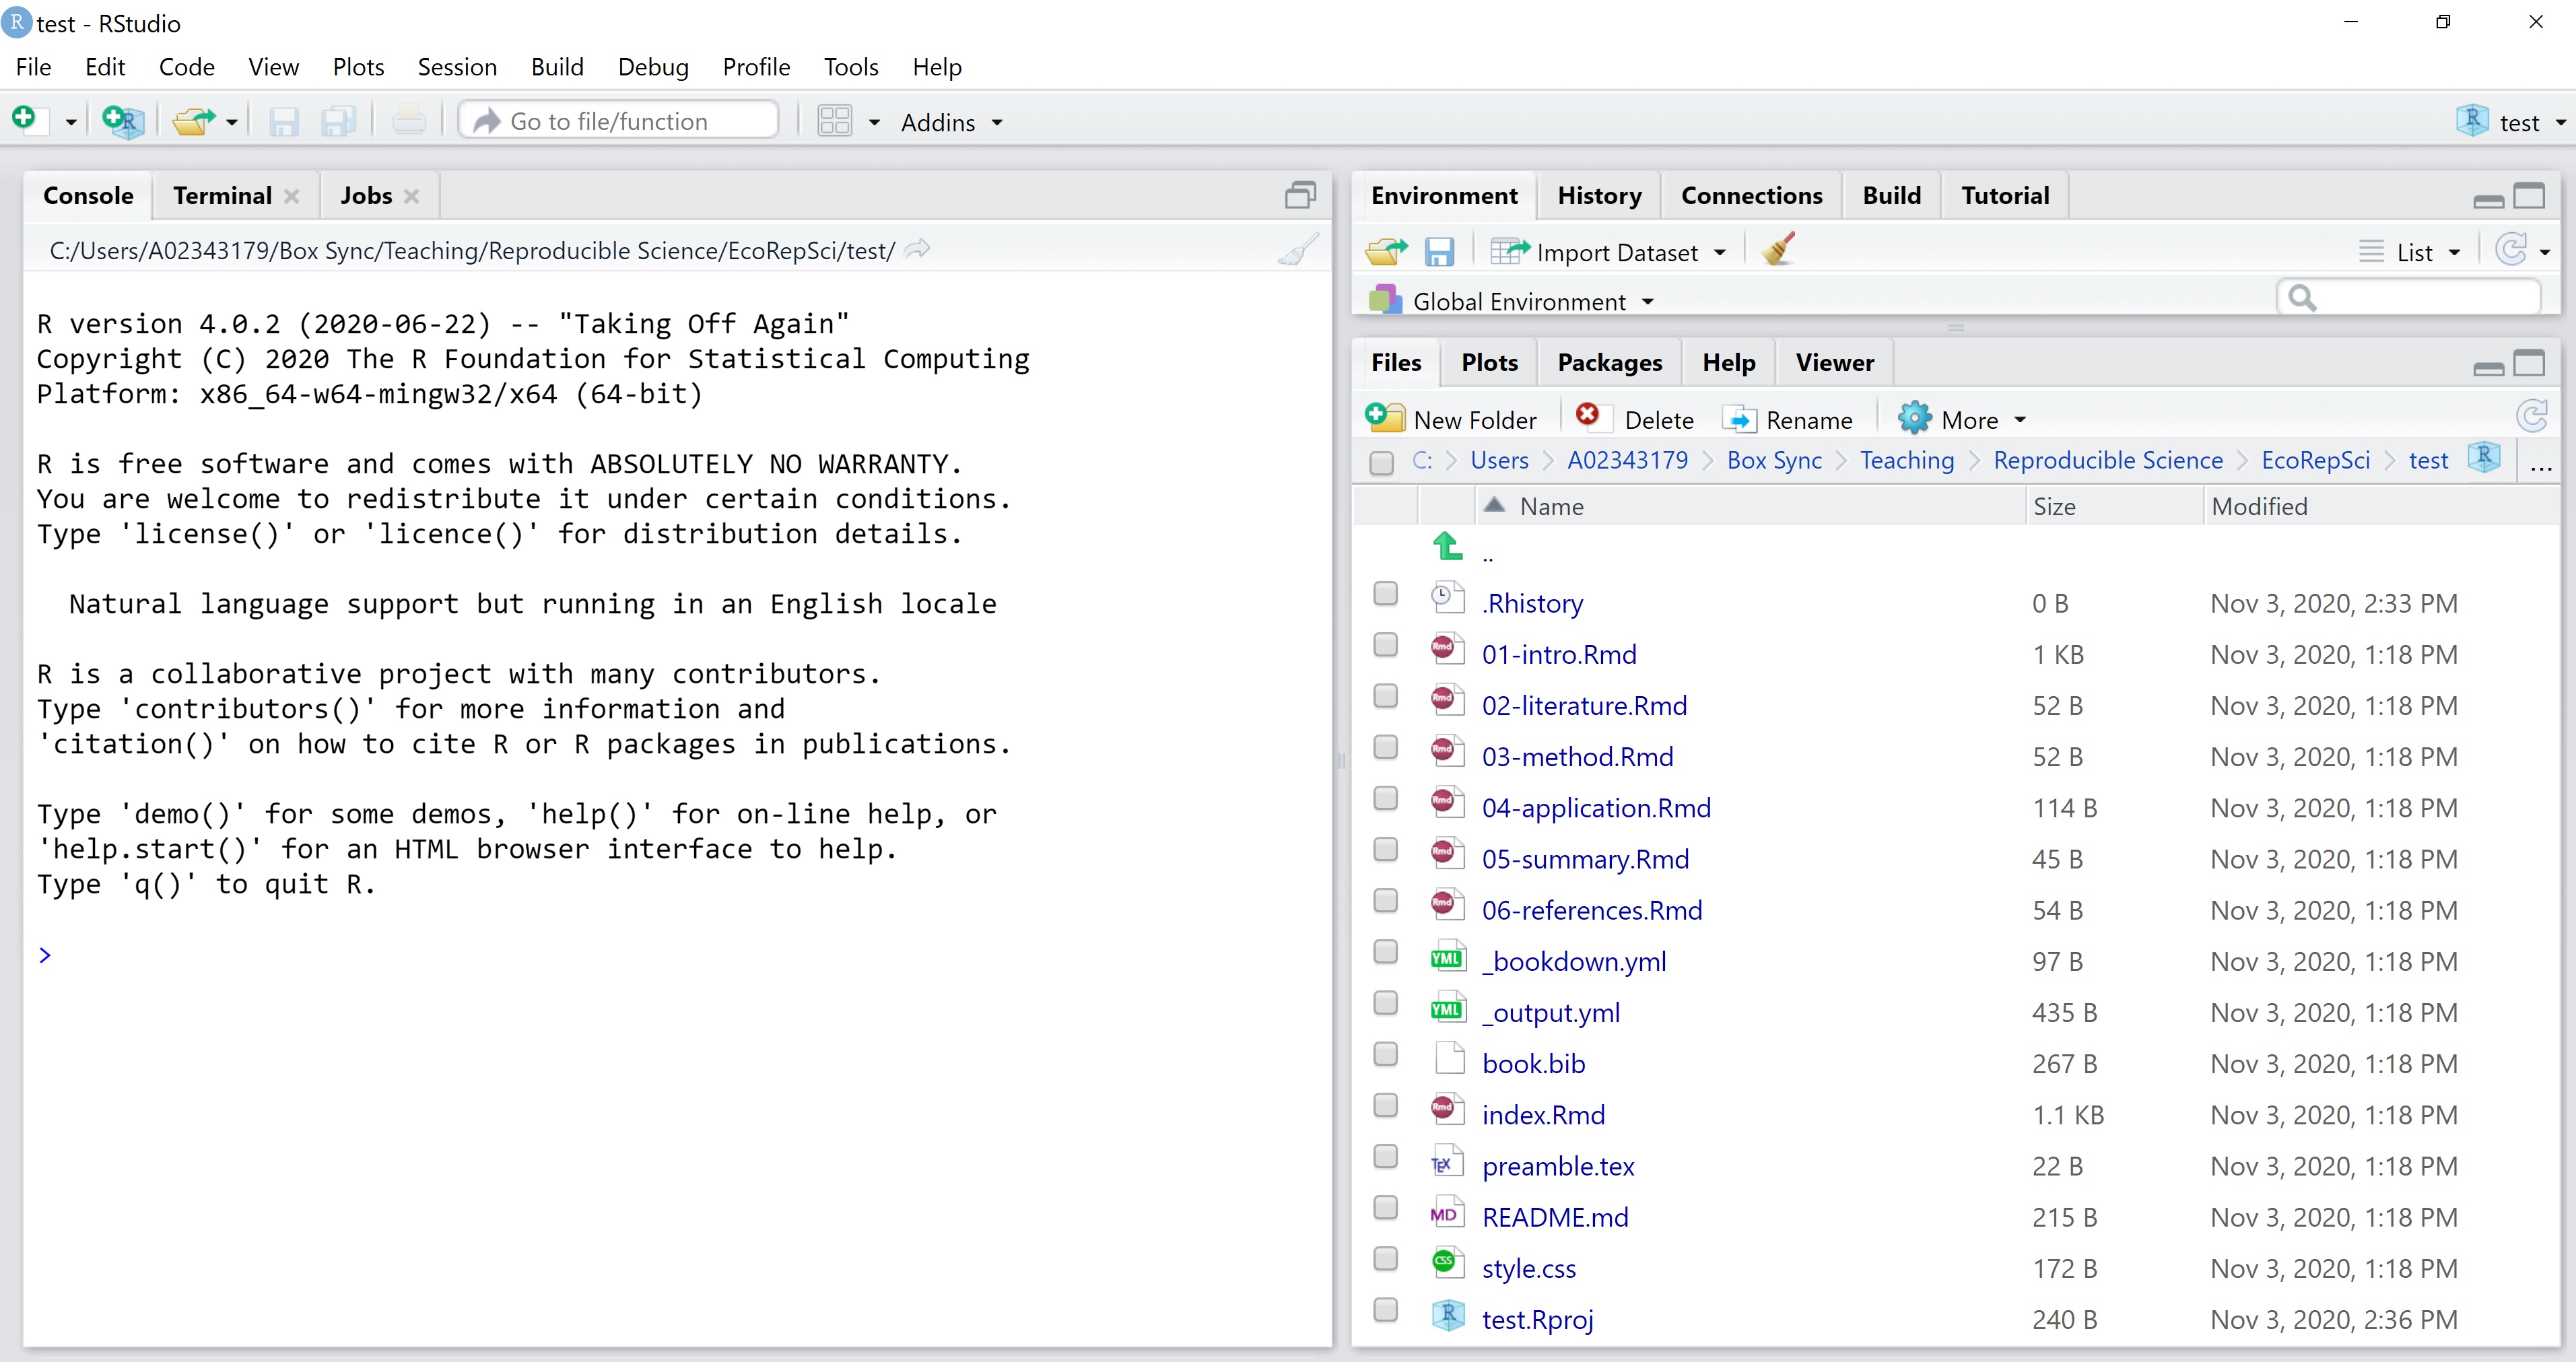 R test - RStudio
File Edit Code View Plots Session Build Debug Profile Tools Help
R Go to file/function Addins R test
Console Terminal Jobs
C:/Users/A02343179/Box Sync/Teaching/Reproducible Science/EcoRepSci/test/
R version 4.0.2 (2020-06-22) -- "Taking Off Again"
Copyright (C) 2020 The R Foundation for Statistical Computing
Platform: x86_64-w64-mingw32/x64 (64-bit)
R is free software and comes with ABSOLUTELY NO WARRANTY.
You are welcome to redistribute it under certain conditions.
Type 'license()' or 'licence()' for distribution details.
Natural language support but running in an English locale
R is a collaborative project with many contributors.
Type 'contributors()' for more information and
'citation()' on how to cite R or R packages in publications.
Type 'demo()' for some demos, 'help()' for on-line help, or
'help.start()' for an HTML browser interface to help.
Type 'q()' to quit R.
>
Environment History Connections Build Tutorial
Import Dataset List
Global Environment
Files Plots Packages Help Viewer
New Folder Delete Rename More
C: Users A02343179 Box Sync Teaching Reproducible Science EcoRepSci test R ...
Name Size Modified
..
.Rhistory 0 B Nov 3, 2020, 2:33 PM
Rmd 01-intro.Rmd 1 KB Nov 3, 2020, 1:18 PM
Rmd 02-literature.Rmd 52 B Nov 3, 2020, 1:18 PM
Rmd 03-method.Rmd 52 B Nov 3, 2020, 1:18 PM
Rmd 04-application.Rmd 114 B Nov 3, 2020, 1:18 PM
Rmd 05-summary.Rmd 45 B Nov 3, 2020, 1:18 PM
Rmd 06-references.Rmd 54 B Nov 3, 2020, 1:18 PM
YML _bookdown.yml 97 B Nov 3, 2020, 1:18 PM
YML _output.yml 435 B Nov 3, 2020, 1:18 PM
book.bib 267 B Nov 3, 2020, 1:18 PM
Rmd index.Rmd 1.1 KB Nov 3, 2020, 1:18 PM
TEX preamble.tex 22 B Nov 3, 2020, 1:18 PM
MD README.md 215 B Nov 3, 2020, 1:18 PM
CSS style.css 172 B Nov 3, 2020, 1:18 PM
R test.Rproj 240 B Nov 3, 2020, 2:36 PM